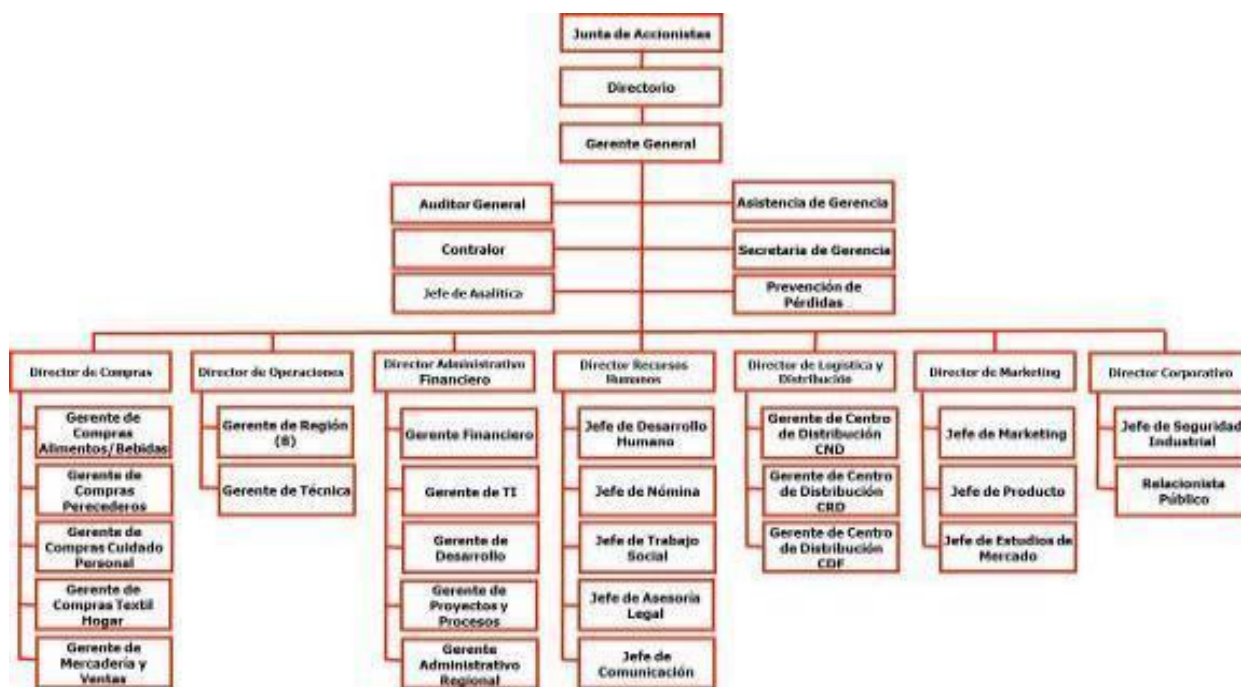 Junta de Accionistas
Directorio
Gerente General
Auditor General
Asistencia de Gerencia
Contralor
Secretaria de Gerencia
Jefe de Analítica
Prevención de
Pérdidas
Director de Compras
Director de Operaciones
Director Administrativo
Financiero
Director Recursos
Humanos
Director de Logística y
Distribución
Director de Marketing
Director Corporativo
Gerente de
Compras
Alimentos/Bebidas
Gerente de
Compras
Perecederos
Gerente de
Compras Cuidado
Personal
Gerente de
Compras Textil
Hogar
Gerente de
Mercadería y
Ventas
Gerente de Región
(8)
Gerente de Técnica
Gerente Financiero
Gerente de TI
Gerente de
Desarrollo
Gerente de
Proyectos y
Procesos
Gerente
Administrativo
Regional
Jefe de Desarrollo
Humano
Jefe de Nómina
Jefe de Trabajo
Social
Jefe de Asesoría
Legal
Jefe de
Comunicación
Gerente de Centro
de Distribución
CND
Gerente de Centro
de Distribución
CRD
Gerente de Centro
de Distribución
CDF
Jefe de Marketing
Jefe de Producto
Jefe de Estudios de
Mercado
Jefe de Seguridad
Industrial
Relacionista
Público